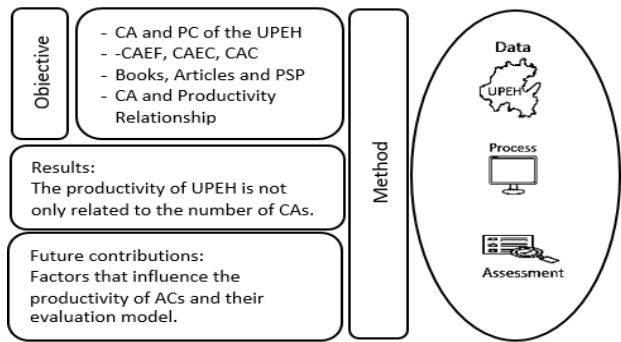 Objective
- CA and PC of the UPEH
- -CAEF, CAEC, CAC
- Books, Articles and PSP
- CA and Productivity
Relationship
Results:
The productivity of UPEH is not
only related to the number of CAs.
Future contributions:
Factors that influence the
productivity of ACs and their
evaluation model.
Method
Data
UPEH
Process
Assessment